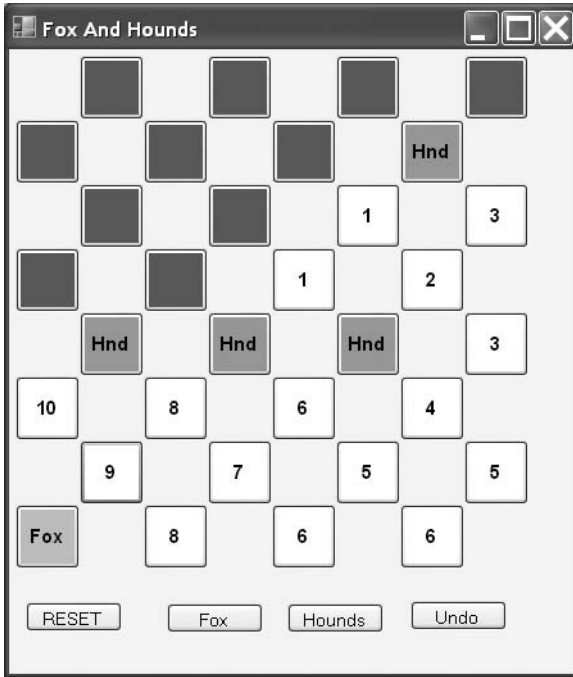 Fox And Hounds
Hnd
1 3
1 2
Hnd Hnd Hnd 3
10 8 6 4
9 7 5 5
Fox 8 6 6
RESET Fox Hounds Undo